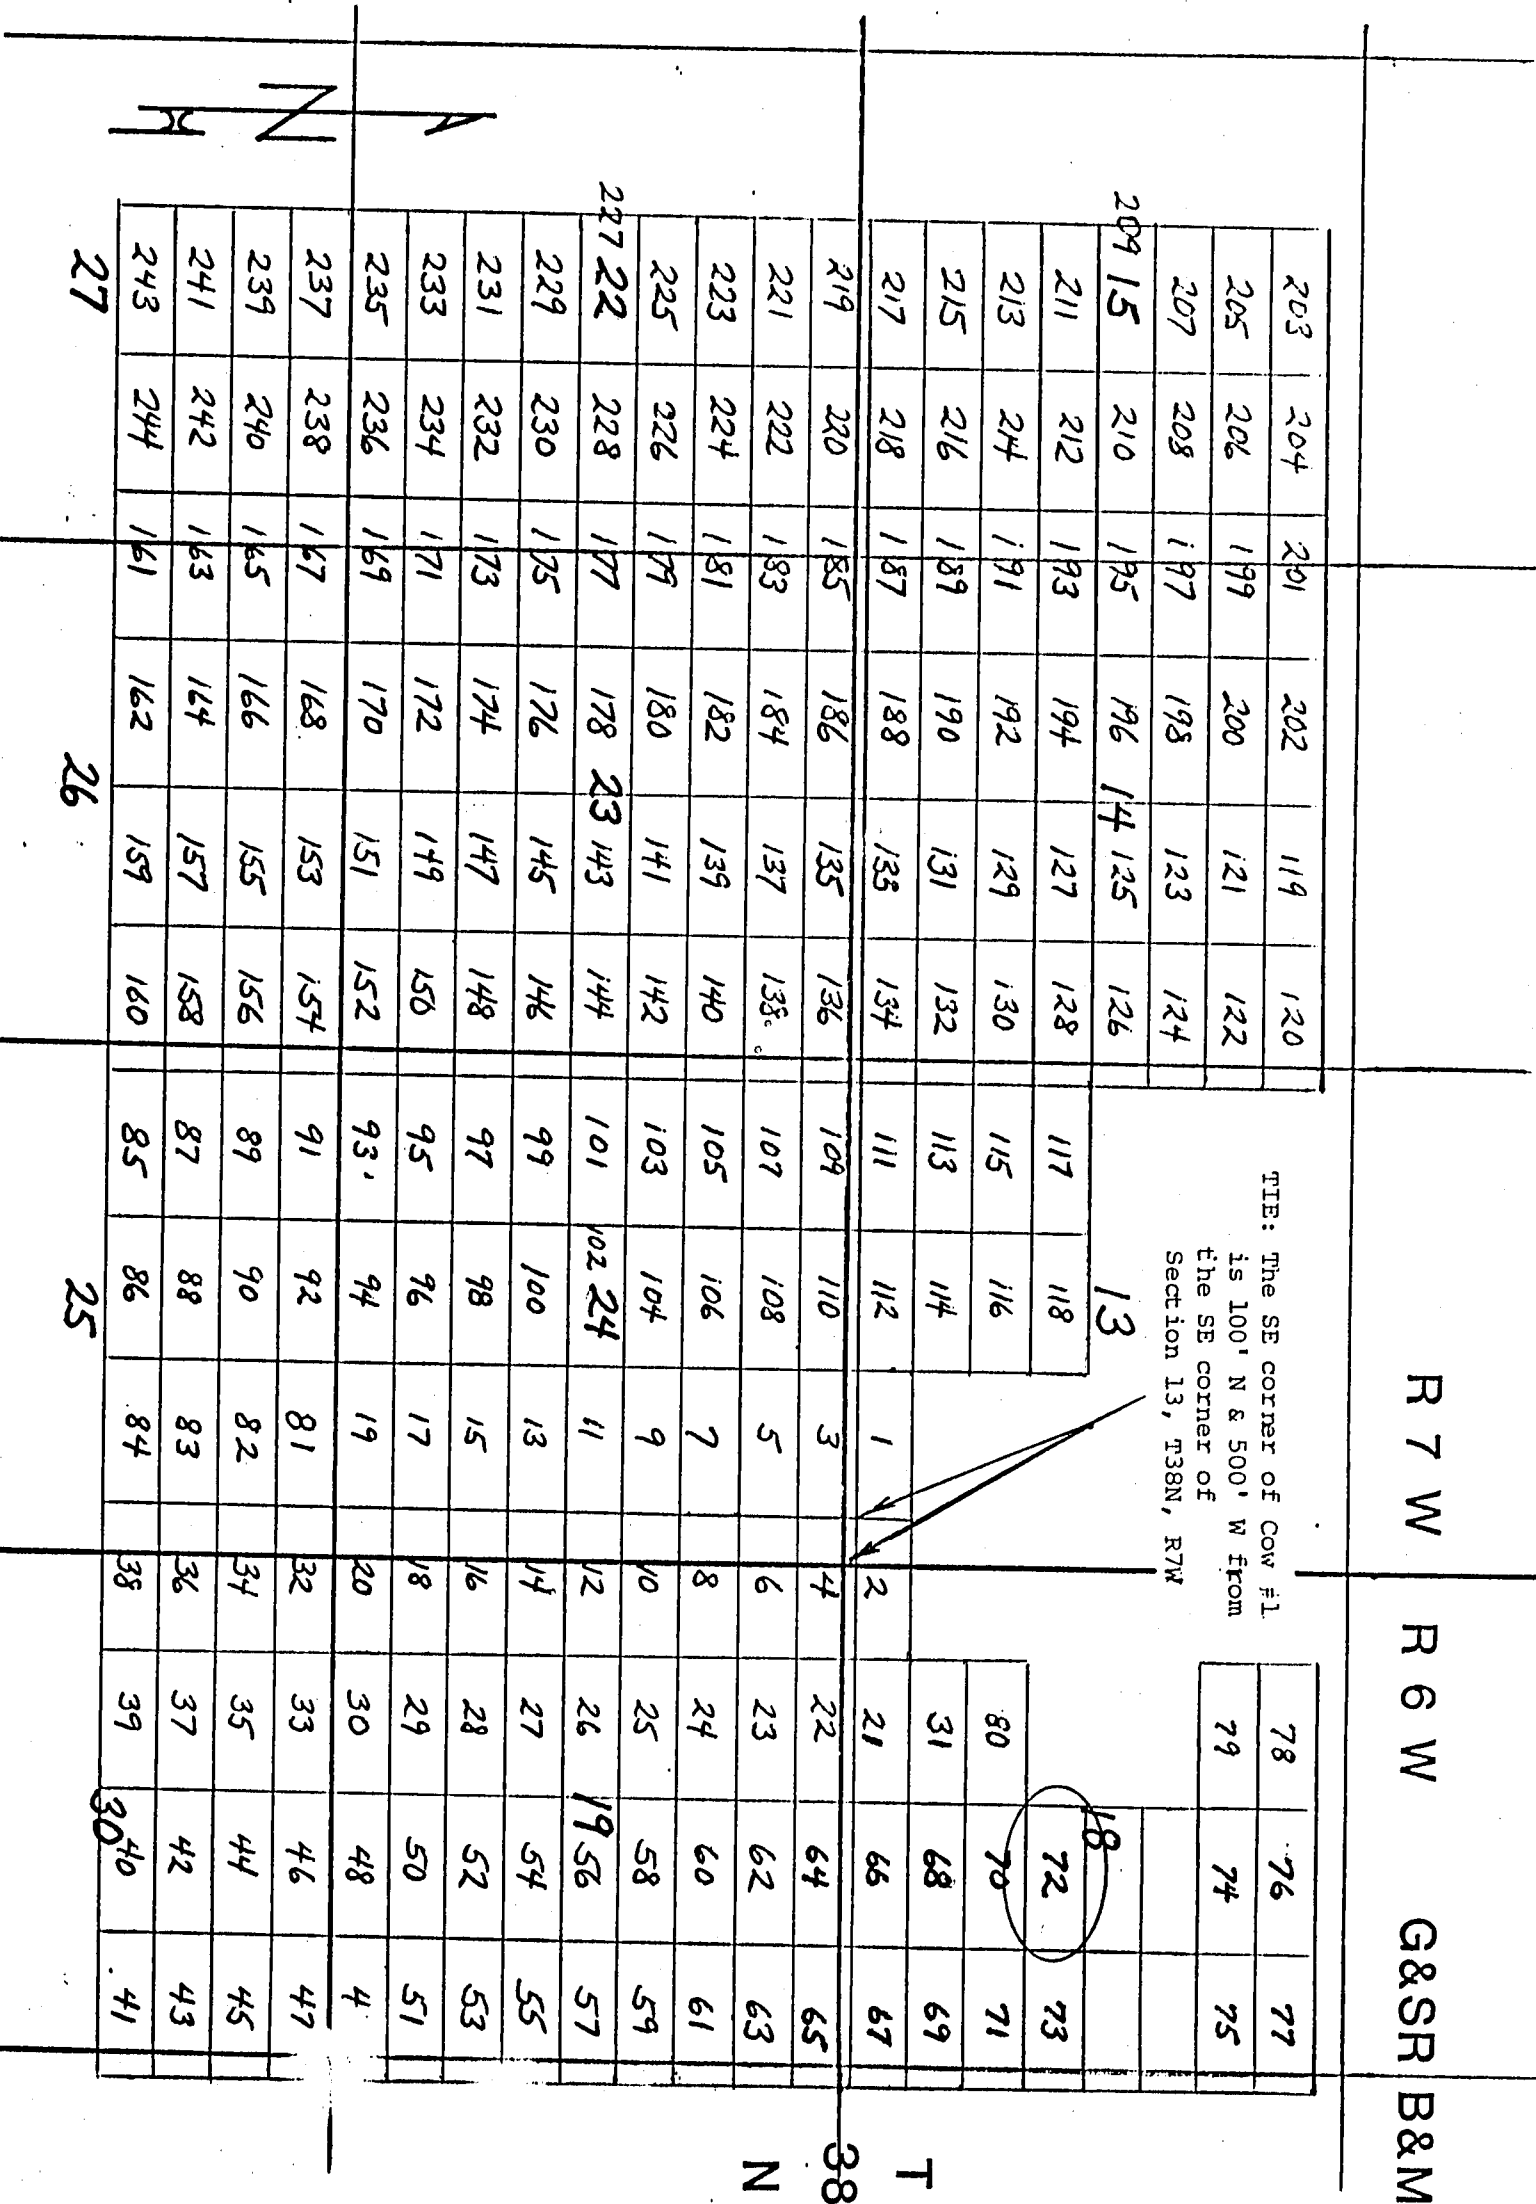 R 7 W R 6 W G&SR B&M
TIE: The SE corner of Cow #1
is 100' N & 500' W from
the SE corner of
Section 13, T38N, R7W
203 204 201 202 119 120 78 76 77
205 206 199 200 121 122 79 74 75
207 208 197 198 123 124
209 15 210 195 196 14 125 126 13 18
211 212 193 194 127 128 117 118 72 73
213 214 191 192 129 130 115 116 80 70 71
215 216 189 190 131 132 113 114 31 68 69
217 218 187 188 133 134 111 112 1 2 21 66 67
T
219 220 185 186 135 136 109 110 3 4 22 64 65
38
221 222 183 184 137 138 107 108 5 6 23 62 63
N
223 224 181 182 139 140 105 106 7 8 24 60 61
225 226 179 180 141 142 103 104 9 10 25 58 59
227 22 228 177 178 23 143 144 101 102 24 11 12 26 19 56 57
229 230 175 176 145 146 99 100 13 14 27 54 55
231 232 173 174 147 148 97 98 15 16 28 52 53
233 234 171 172 149 150 95 96 17 18 29 50 51
235 236 169 170 151 152 93 94 19 20 30 48 4
237 238 167 168 153 154 91 92 81 32 33 46 47
N
239 240 165 166 155 156 89 90 82 34 35 44 45
241 242 163 164 157 158 87 88 83 36 37 42 43
243 244 161 162 159 160 85 86 84 38 39 40 41
27 26 25 30